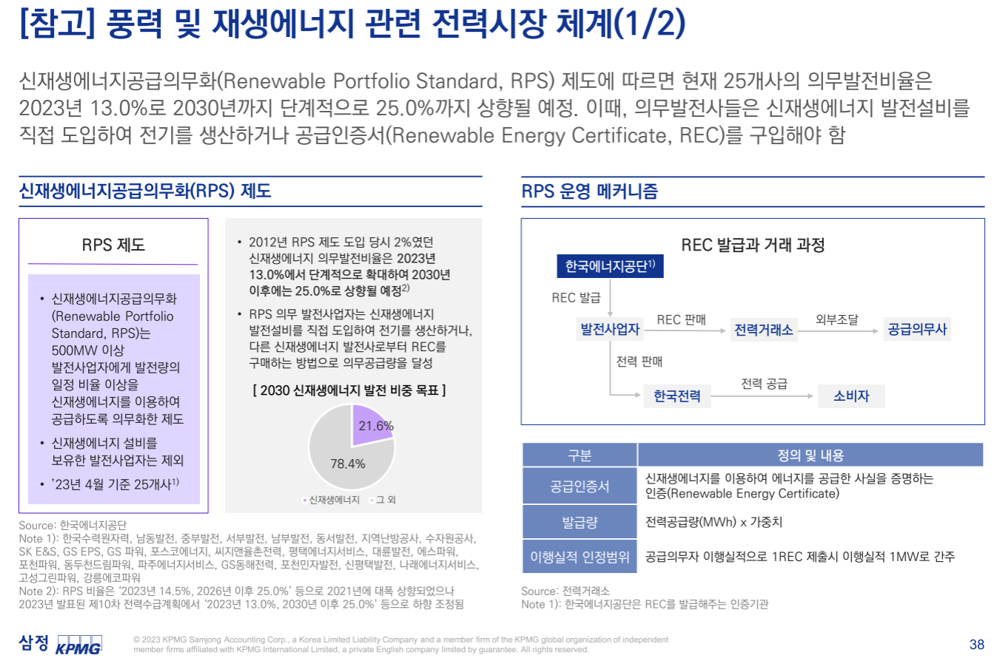 [참고] 풍력 및 재생에너지 관련 전력시장 체계(1/2)
신재생에너지공급의무화(Renewable Portfolio Standard, RPS) 제도에 따르면 현재 25개사의 의무발전비율은
2023년 13.0%로 2030년까지 단계적으로 25.0%까지 상향될 예정. 이때, 의무발전사들은 신재생에너지 발전설비를
직접 도입하여 전기를 생산하거나 공급인증서(Renewable Energy Certificate, REC)를 구입해야 함
신재생에너지공급의무화(RPS) 제도
RPS 제도
• 신재생에너지공급의무화
(Renewable Portfolio
Standard, RPS)는
500MW 이상
발전사업자에게 발전량의
일정 비율 이상을
신재생에너지를 이용하여
공급하도록 의무화한 제도
• 신재생에너지 설비를
보유한 발전사업자는 제외
• ’23년 4월 기준 25개사1)
• 2012년 RPS 제도 도입 당시 2%였던
신재생에너지 의무발전비율은 2023년
13.0%에서 단계적으로 확대하여 2030년
이후에는 25.0%로 상향될 예정2)
• RPS 의무 발전사업자는 신재생에너지
발전설비를 직접 도입하여 전기를 생산하거나,
다른 신재생에너지 발전사로부터 REC를
구매하는 방법으로 의무공급량을 달성
[ 2030 신재생에너지 발전 비중 목표 ]
21.6%
78.4%
신재생에너지 그 외
Source: 한국에너지공단
Note 1): 한국수력원자력, 남동발전, 중부발전, 서부발전, 남부발전, 동서발전, 지역난방공사, 수자원공사,
SK E&S, GS EPS, GS 파워, 포스코에너지, 씨지앤율촌전력, 평택에너지서비스, 대륜발전, 에스파워,
포천파워, 동두천드림파워, 파주에너지서비스, GS동해전력, 포천민자발전, 신평택발전, 나래에너지서비스,
고성그린파워, 강릉에코파워
Note 2): RPS 비율은 ‘2023년 14.5%, 2026년 이후 25.0%’ 등으로 2021년에 대폭 상향되었으나
2023년 발표된 제10차 전력수급계획에서 ‘2023년 13.0%, 2030년 이후 25.0%’ 등으로 하향 조정됨
RPS 운영 메커니즘
REC 발급과 거래 과정
한국에너지공단1)
REC 발급
발전사업자
REC 판매
전력거래소
외부조달
공급의무사
전력 판매
한국전력
전력 공급
소비자
구분 정의 및 내용
공급인증서
신재생에너지를 이용하여 에너지를 공급한 사실을 증명하는
인증(Renewable Energy Certificate)
발급량 전력공급량(MWh) x 가중치
이행실적 인정범위 공급의무자 이행실적으로 1REC 제출시 이행실적 1MW로 간주
Source: 전력거래소
Note 1): 한국에너지공단은 REC를 발급해주는 인증기관
삼정 KPMG
© 2023 KPMG Samjong Accounting Corp., a Korea Limited Liability Company and a member firm of the KPMG global organization of independent
member firms affiliated with KPMG International Limited, a private English company limited by guarantee. All rights reserved.
38